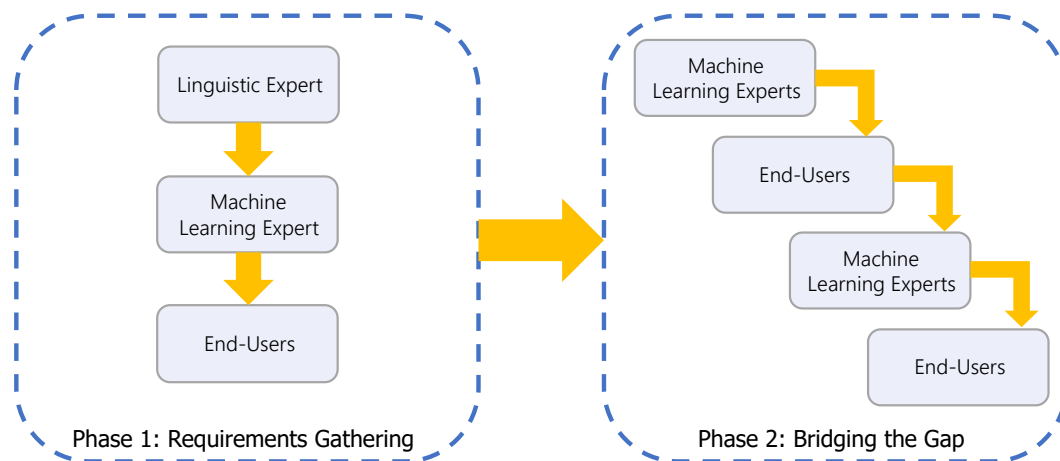 Linguistic Expert
Machine
Learning Expert
End-Users
Phase 1: Requirements Gathering
Machine
Learning Experts
End-Users
Machine
Learning Experts
End-Users
Phase 2: Bridging the Gap